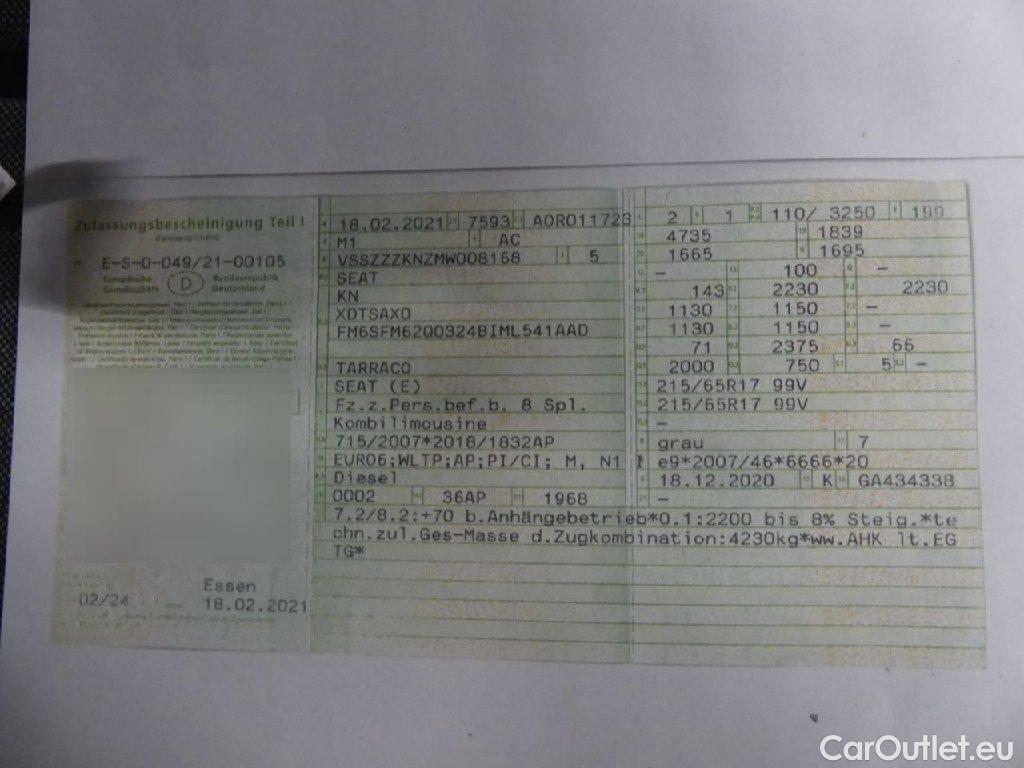 Zulassungsbescheinigung Teil I
(Fahrzeugschein)
E-S-0-049/21-00105
Europäische Gemeinschaft
D
Bundesrepublik Deutschland
02/24
Essen
18.02.2021
18.02.2021 7593 AOR011723
M1 AC
VSSZZZKNZMW008168 5
SEAT
KN
XDTSAX0
FM6SFM62Q0324BIML541AAD
TARRACO
SEAT (E)
Fz.z.Pers.bef.b. 8 Spl.
Kombilimousine
715/2007*2018/1832AP
EURO6;WLTP;AP;PI/CI; M, N1
Diesel
0002 36AP 1968
2 1 110/ 3250 199
4735 1839
1665 1695
- 100 -
143 2230 2230
1130 1150 -
1130 1150 -
71 2375 66
2000 750 5 -
215/65R17 99V
215/65R17 99V
-
grau 7
e9*2007/46*6666*20
18.12.2020 K GA434338
-
7.2/8.2:+70 b.Anhängebetrieb*0.1:2200 bis 8% Steig.*te
chn.zul.Ges-Masse d.Zugkombination:4230kg*ww.AHK lt.EG
TG*
CarOutlet.eu